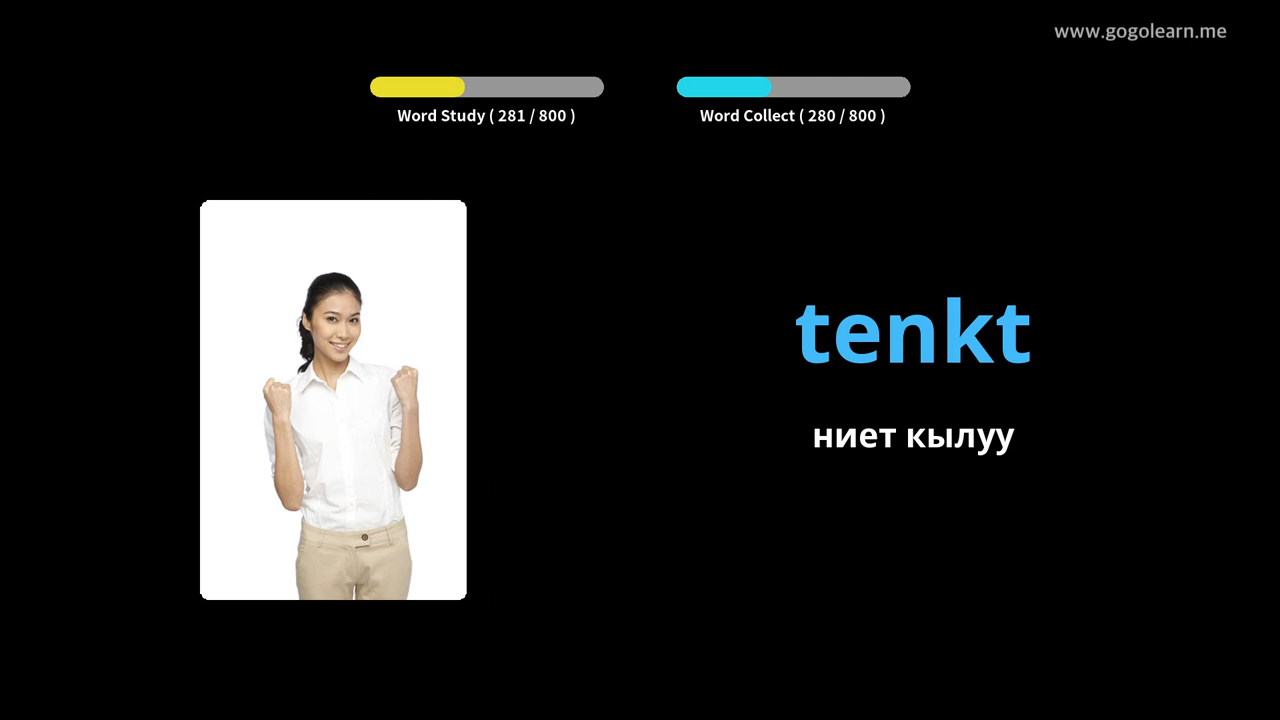 www.gogolearn.me
Word Study ( 281 / 800 )
Word Collect ( 280 / 800 )
tenkt
ниет кылуу